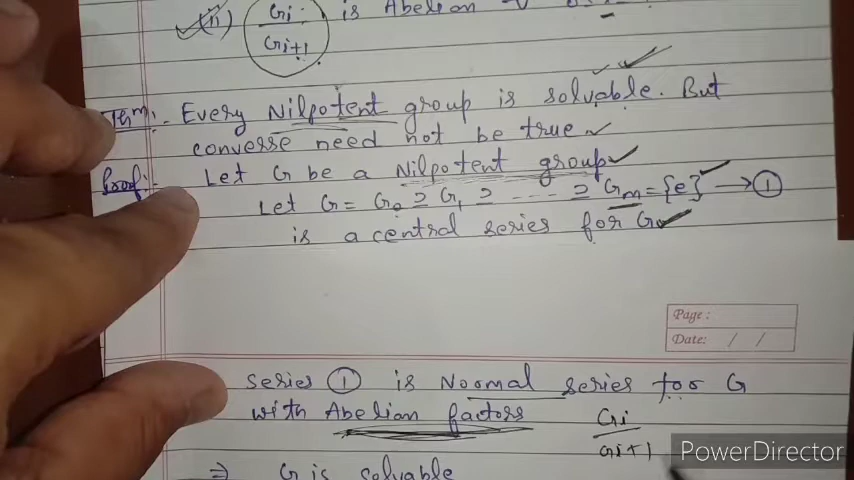 (ii) Gi / Gi+1 is Abelian ∀
Thm:- Every Nilpotent group is solvable. But
converse need not be true
Proof:- Let G be a Nilpotent group
Let G = G₀ ⊇ G₁ ⊇ ---- ⊇ Gm = {e} → ①
is a central series for G
Page :
Date: / /
series ① is Normal series for G
with Abelian factors Gi
Gi+1
⇒ G is solvable
PowerDirector